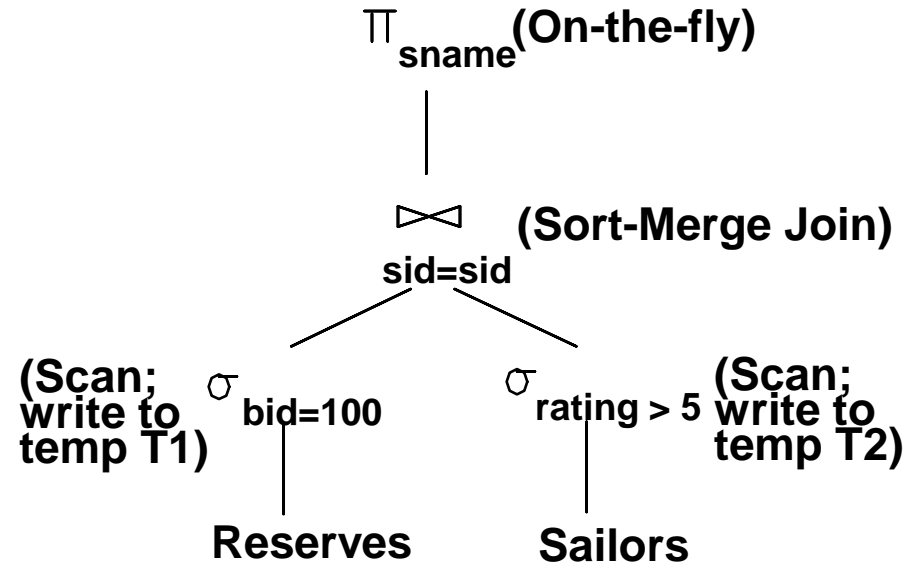 π sname (On-the-fly)
⋈ (Sort-Merge Join)
sid=sid
(Scan; write to temp T1)
σ bid=100
σ rating > 5
(Scan; write to temp T2)
Reserves
Sailors